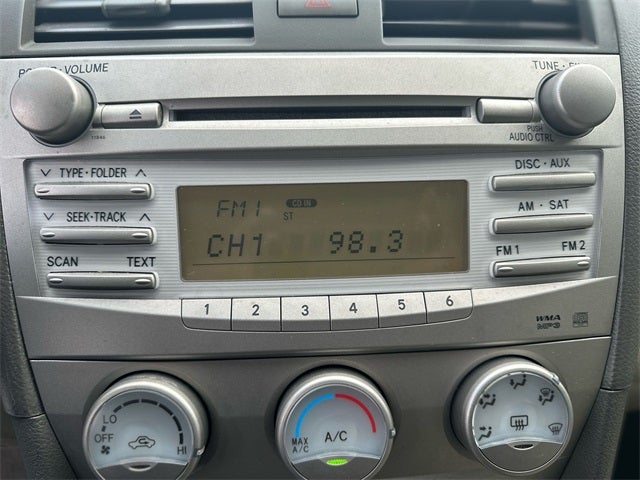 VOLUME
TUNE
11846
PUSH
AUDIO CTRL
TYPE·FOLDER
DISC·AUX
SEEK·TRACK
AM·SAT
SCAN TEXT
FM1 FM2
FM1 CD IN
ST
CH1 98.3
1 2 3 4 5 6
WMA
MP3
LO
OFF
HI
MAX
A/C
A/C